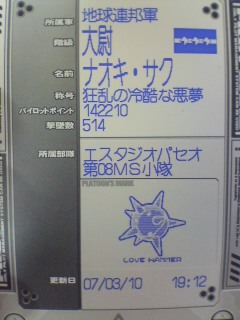 所属軍 地球連邦軍
階級 大尉
名前 ナオキ・サク
称号 狂乱の冷酷な悪夢
パイロットポイント 142210
撃墜数 514
所属部隊 エスタジオパセオ
第08MS小隊
PLATOON'S MARK
LOVE HAMMER
更新日 07/03/10 19:12